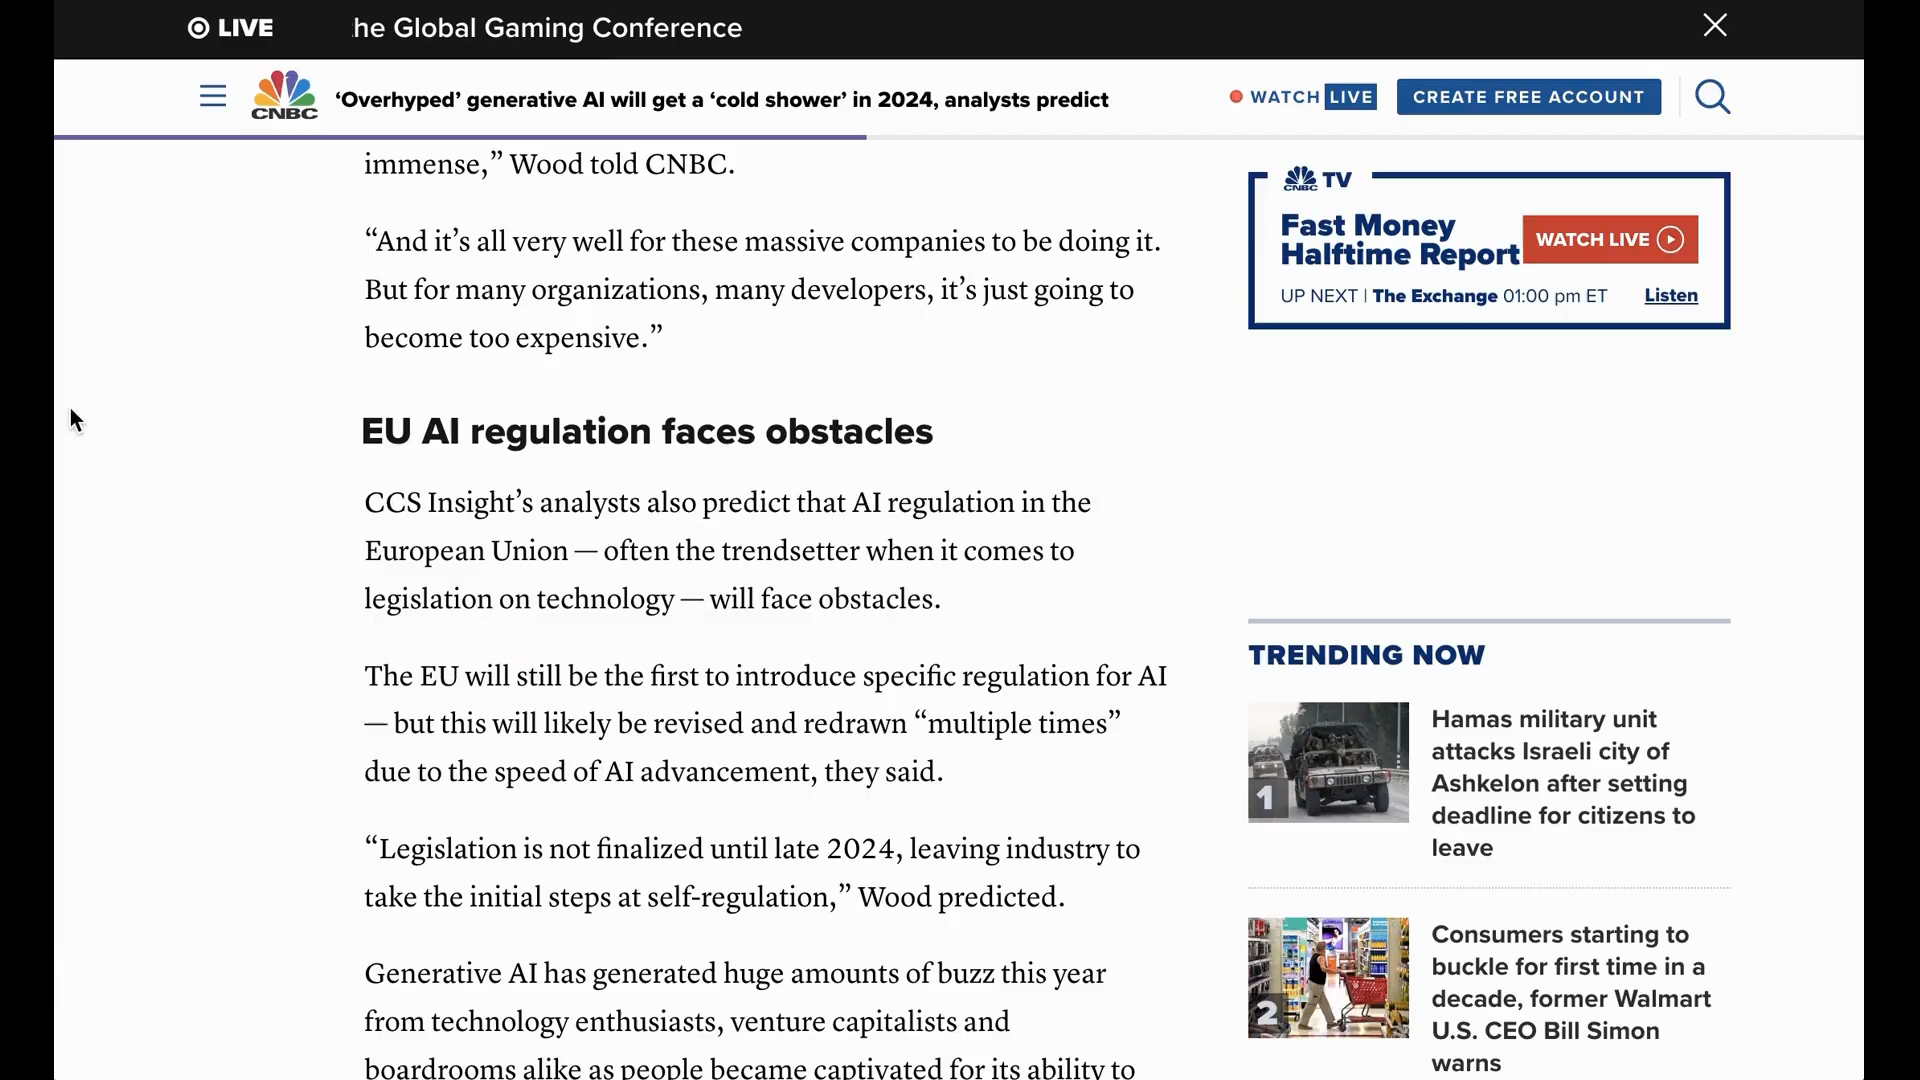 LIVE
he Global Gaming Conference
CNBC
‘Overhyped’ generative AI will get a ‘cold shower’ in 2024, analysts predict
WATCH LIVE
CREATE FREE ACCOUNT
immense,” Wood told CNBC.
“And it’s all very well for these massive companies to be doing it.
But for many organizations, many developers, it’s just going to
become too expensive.”
EU AI regulation faces obstacles
CCS Insight’s analysts also predict that AI regulation in the
European Union — often the trendsetter when it comes to
legislation on technology — will face obstacles.
The EU will still be the first to introduce specific regulation for AI
— but this will likely be revised and redrawn “multiple times”
due to the speed of AI advancement, they said.
“Legislation is not finalized until late 2024, leaving industry to
take the initial steps at self-regulation,” Wood predicted.
Generative AI has generated huge amounts of buzz this year
from technology enthusiasts, venture capitalists and
boardrooms alike as people became captivated for its ability to
CNBC TV
Fast Money
Halftime Report
WATCH LIVE
UP NEXT | The Exchange 01:00 pm ET
Listen
TRENDING NOW
1
Hamas military unit
attacks Israeli city of
Ashkelon after setting
deadline for citizens to
leave
2
Consumers starting to
buckle for first time in a
decade, former Walmart
U.S. CEO Bill Simon
warns